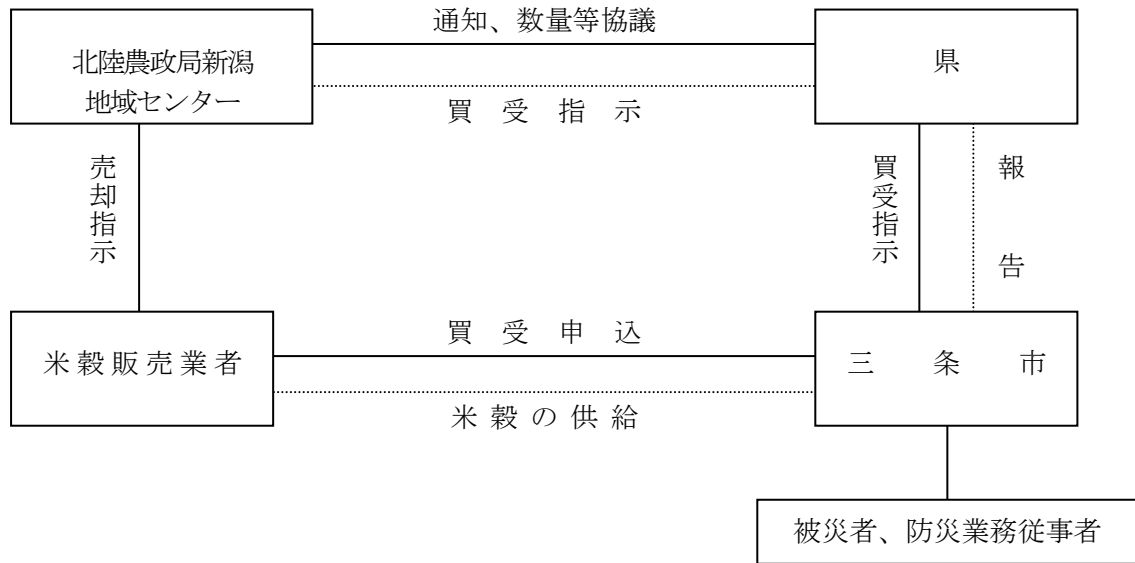 通知、数量等協議
北陸農政局新潟
地域センター
県
買受指示
売却指示
買受指示
報告
買受申込
米穀販売業者
三条市
米穀の供給
被災者、防災業務従事者